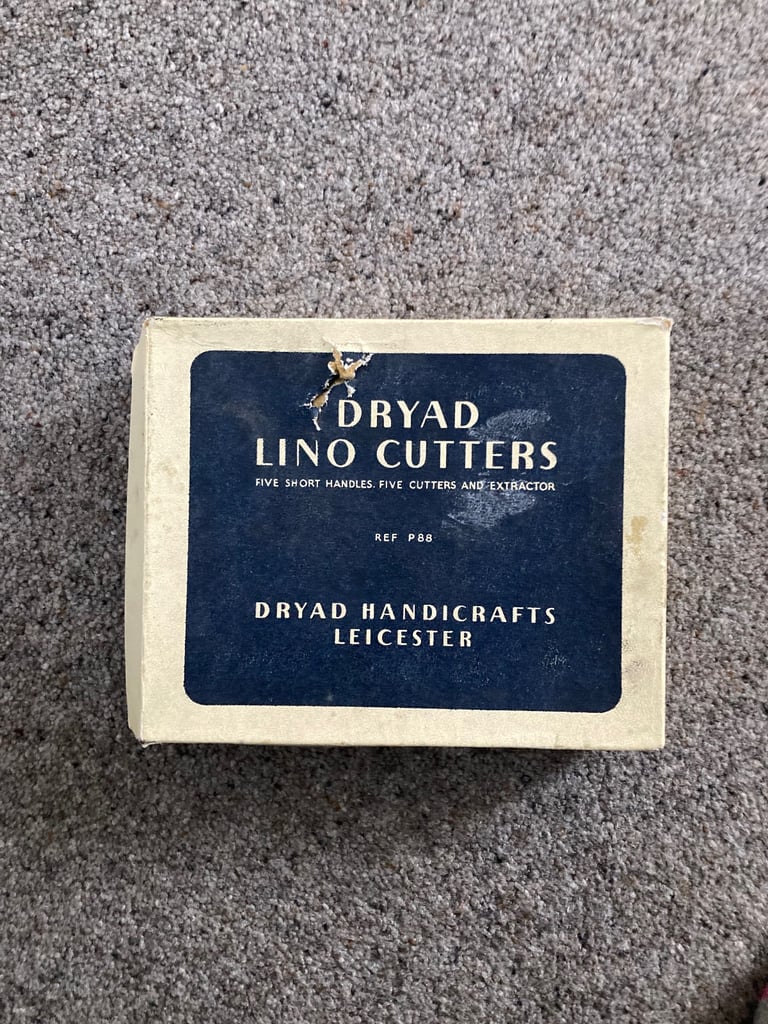 DRYAD
LINO CUTTERS
FIVE SHORT HANDLES. FIVE CUTTERS AND EXTRACTOR
REF P88
DRYAD HANDICRAFTS
LEICESTER